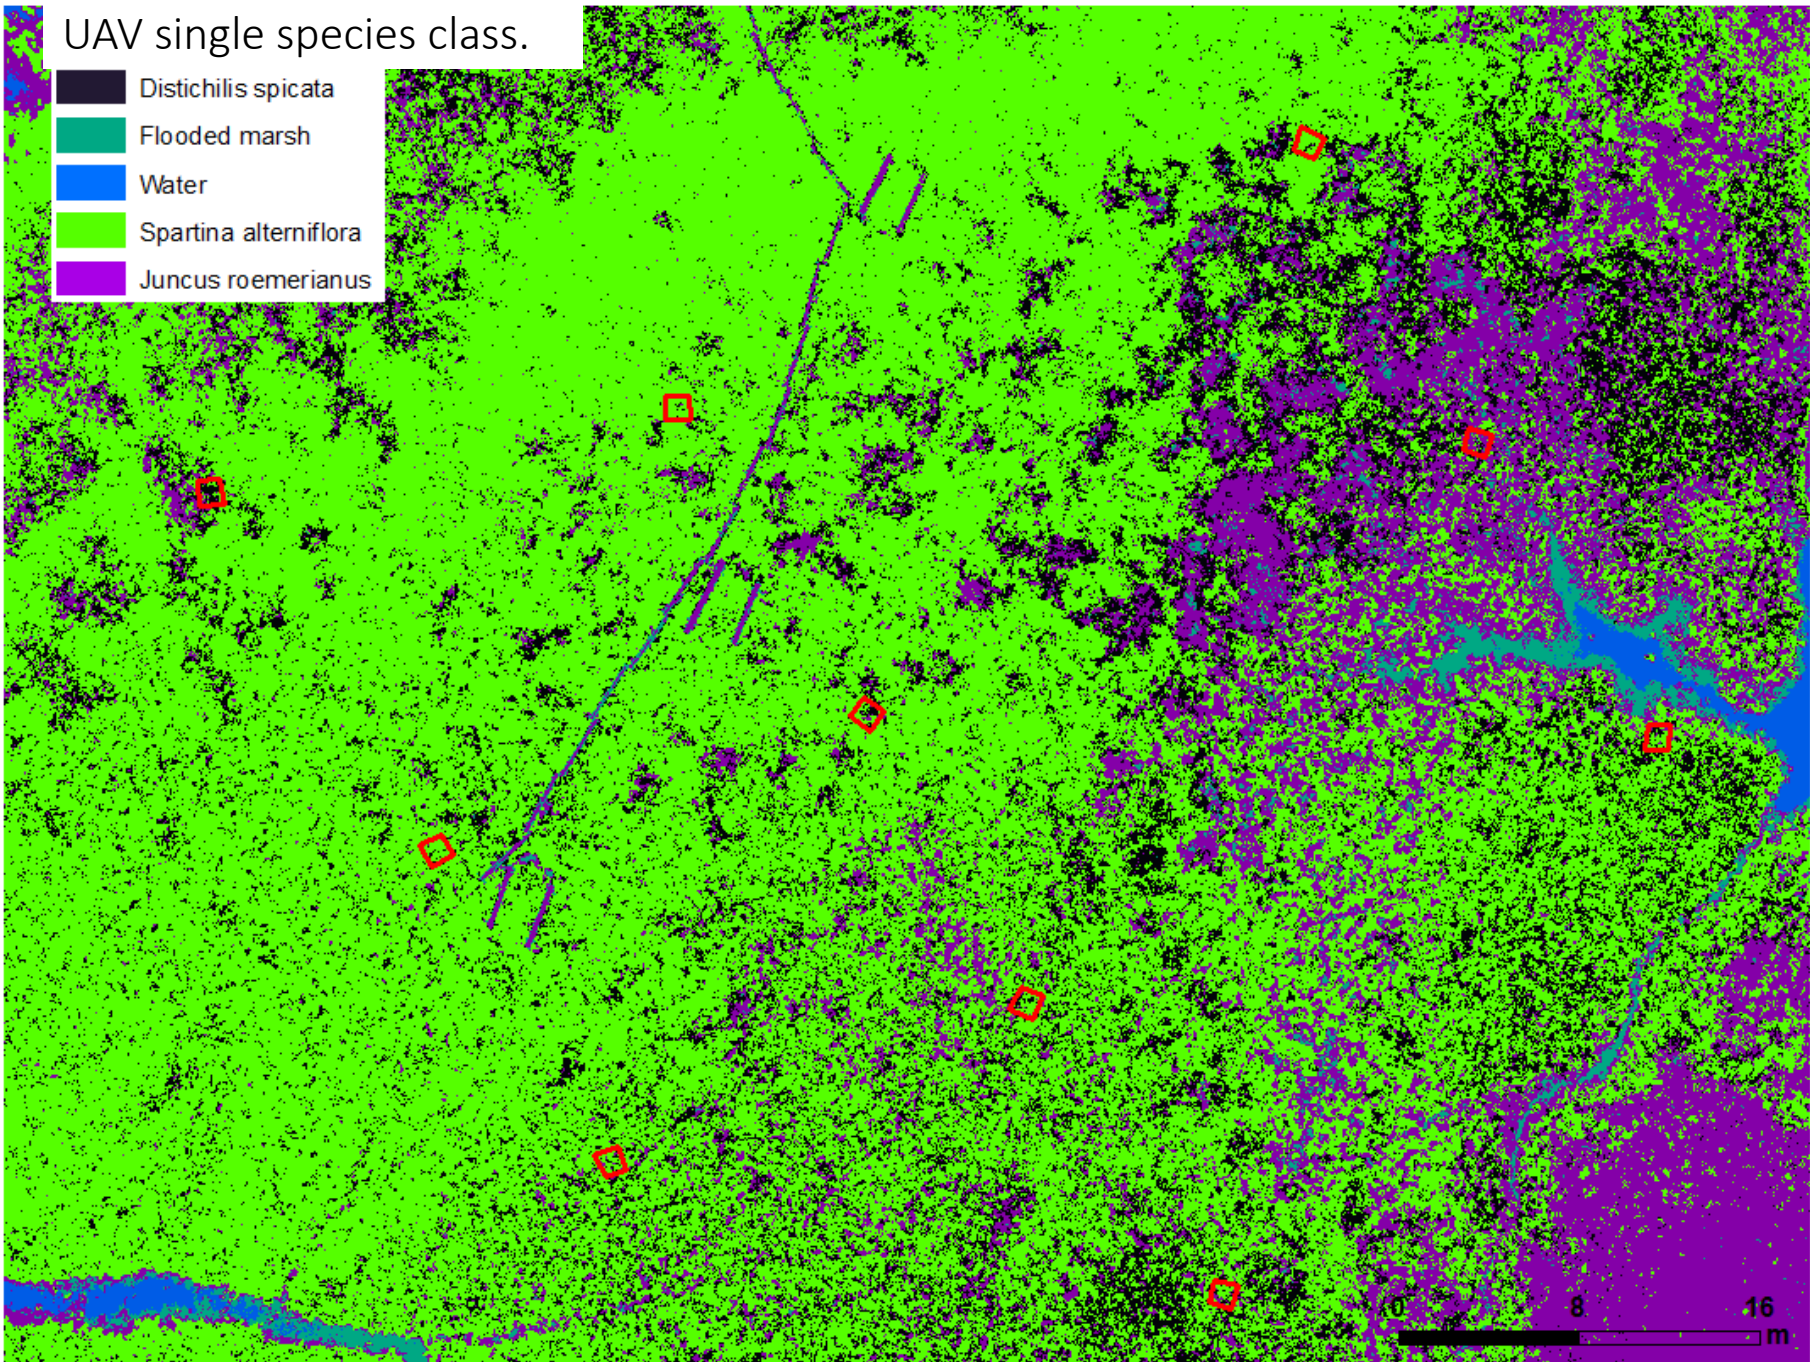 UAV single species class.
Distichilis spicata
Flooded marsh
Water
Spartina alterniflora
Juncus roemerianus
0 8 16
m